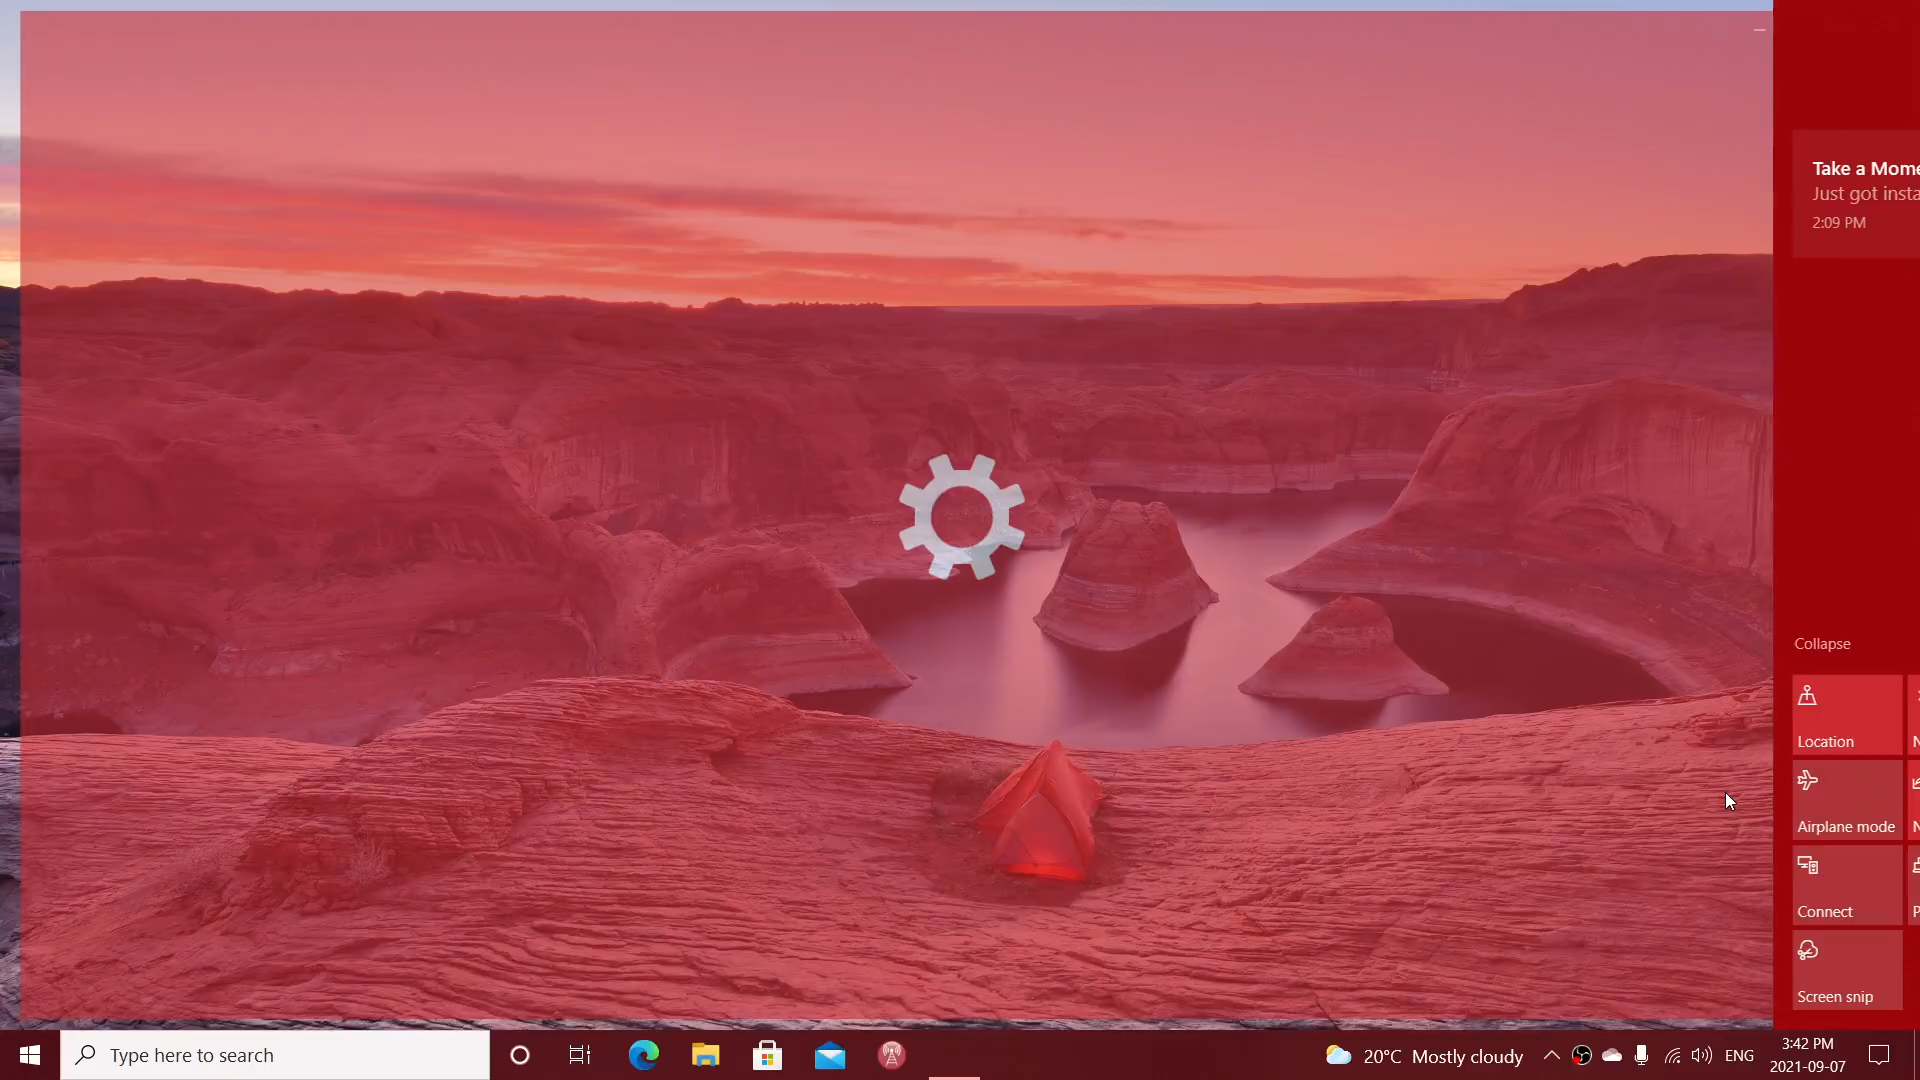 Take a Mome
Just got insta
2:09 PM
Collapse
Location
Airplane mode
Connect
Screen snip
Type here to search
20°C Mostly cloudy
ENG
3:42 PM
2021-09-07